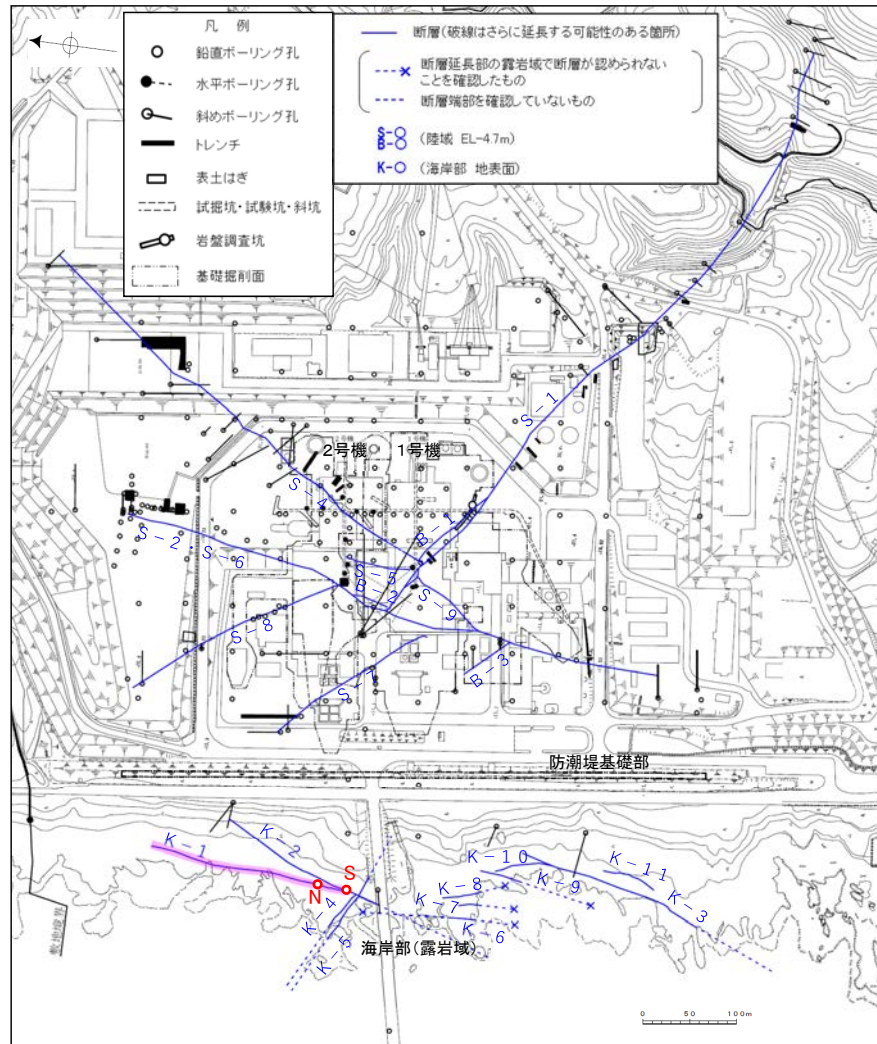 凡 例
鉛直ボーリング孔
水平ボーリング孔
斜めボーリング孔
トレンチ
表土はぎ
試掘坑・試験坑・斜坑
岩盤調査坑
基礎掘削面
断層(破線はさらに延長する可能性のある箇所)
断層延長部の露岩域で断層が認められない
ことを確認したもの
断層端部を確認していないもの
S-○
B-○
(陸域 EL-4.7m)
K-○
(海岸部 地表面)
S-1
2号機
1号機
S-4
B-1
S-2・S-6
S-5
B-2
S-9
S-8
B-3
S-7
防潮堤基礎部
K-2
K-1
S
N
K-4
K-5
K-10
K-11
K-8
K-9
K-7
K-3
K-6
海岸部(露岩域)
敷地境界
0 50 100m